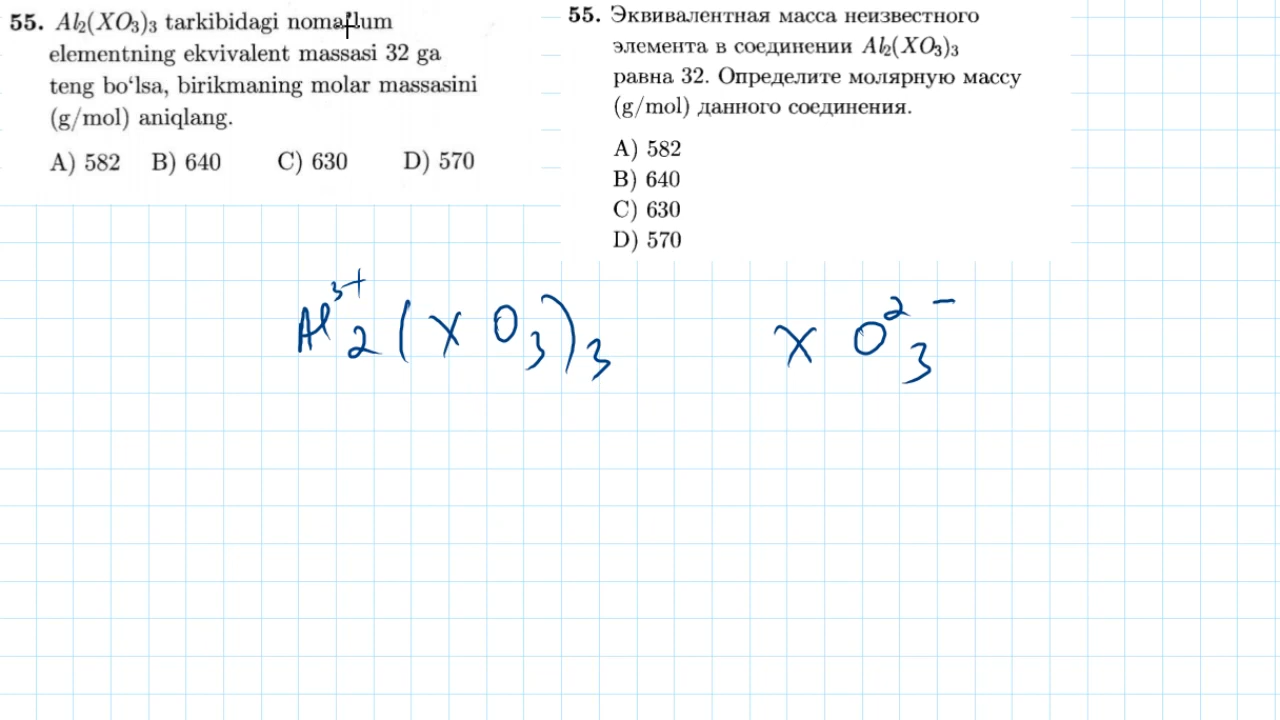 55. Al₂(XO₃)₃ tarkibidagi noma'lum
elementning ekvivalent massasi 32 ga
teng bo‘lsa, birikmaning molar massasini
(g/mol) aniqlang.
A) 582 B) 640 C) 630 D) 570
55. Эквивалентная масса неизвестного
элемента в соединении Al₂(XO₃)₃
равна 32. Определите молярную массу
(g/mol) данного соединения.
A) 582
B) 640
C) 630
D) 570
Al³⁺₂(XO₃)₃ XO²⁻₃